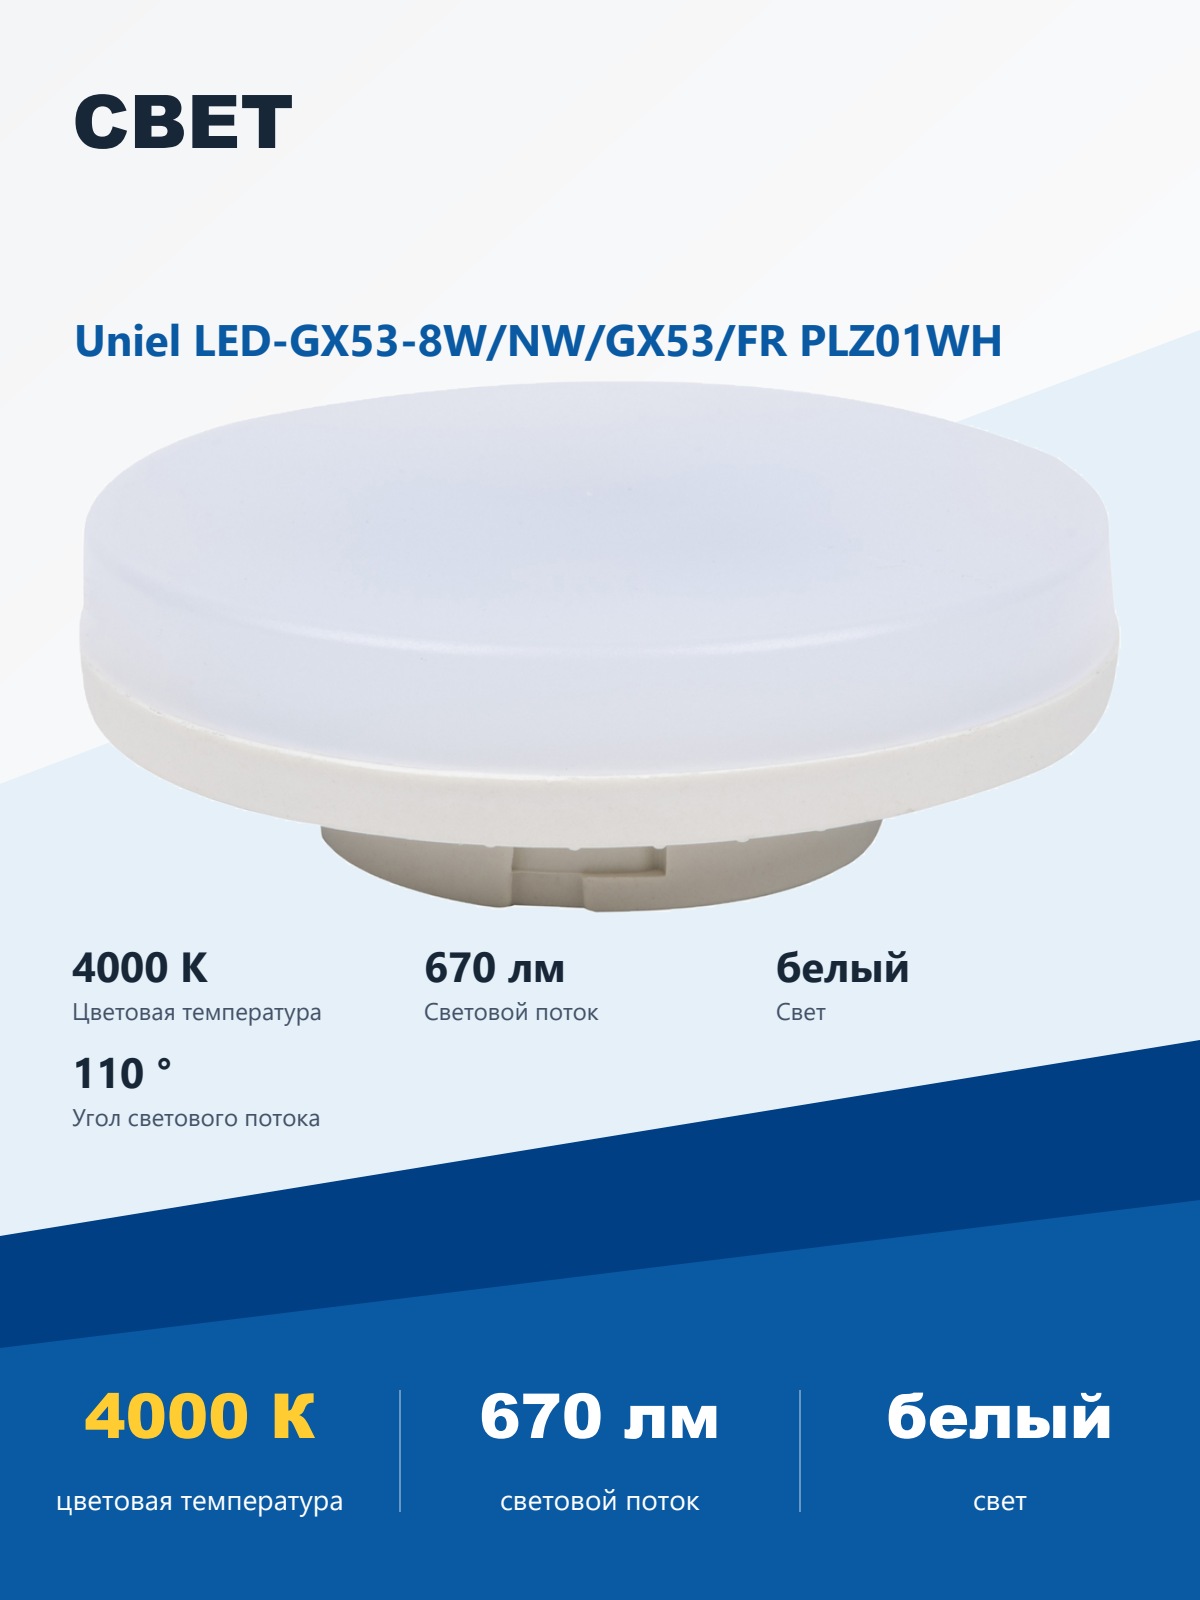 СВЕТ
Uniel LED-GX53-8W/NW/GX53/FR PLZ01WH
4000 К
670 лм
белый
Цветовая температура
Световой поток
Свет
110 °
Угол светового потока
4000 К
670 лм
белый
цветовая температура
световой поток
свет